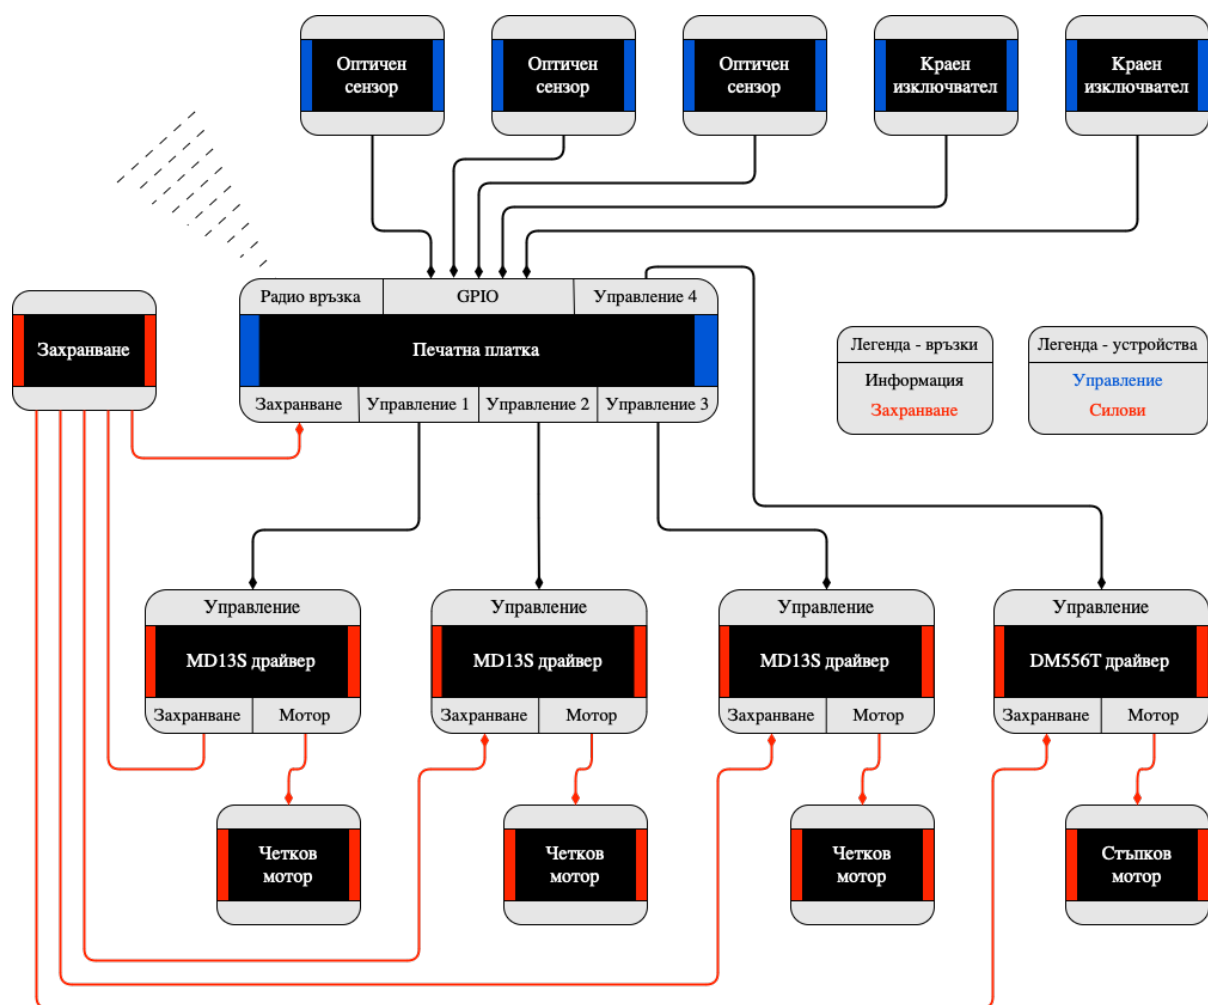 Оптичен
сензор
Оптичен
сензор
Оптичен
сензор
Краен
изключвател
Краен
изключвател
Радио връзка
GPIO
Управление 4
Печатна платка
Захранване
Управление 1
Управление 2
Управление 3
Захранване
Легенда - връзки
Информация
Захранване
Легенда - устройства
Управление
Силови
Управление
MD13S драйвер
Захранване
Мотор
Управление
MD13S драйвер
Захранване
Мотор
Управление
MD13S драйвер
Захранване
Мотор
Управление
DM556T драйвер
Захранване
Мотор
Четков
мотор
Четков
мотор
Четков
мотор
Стъпков
мотор